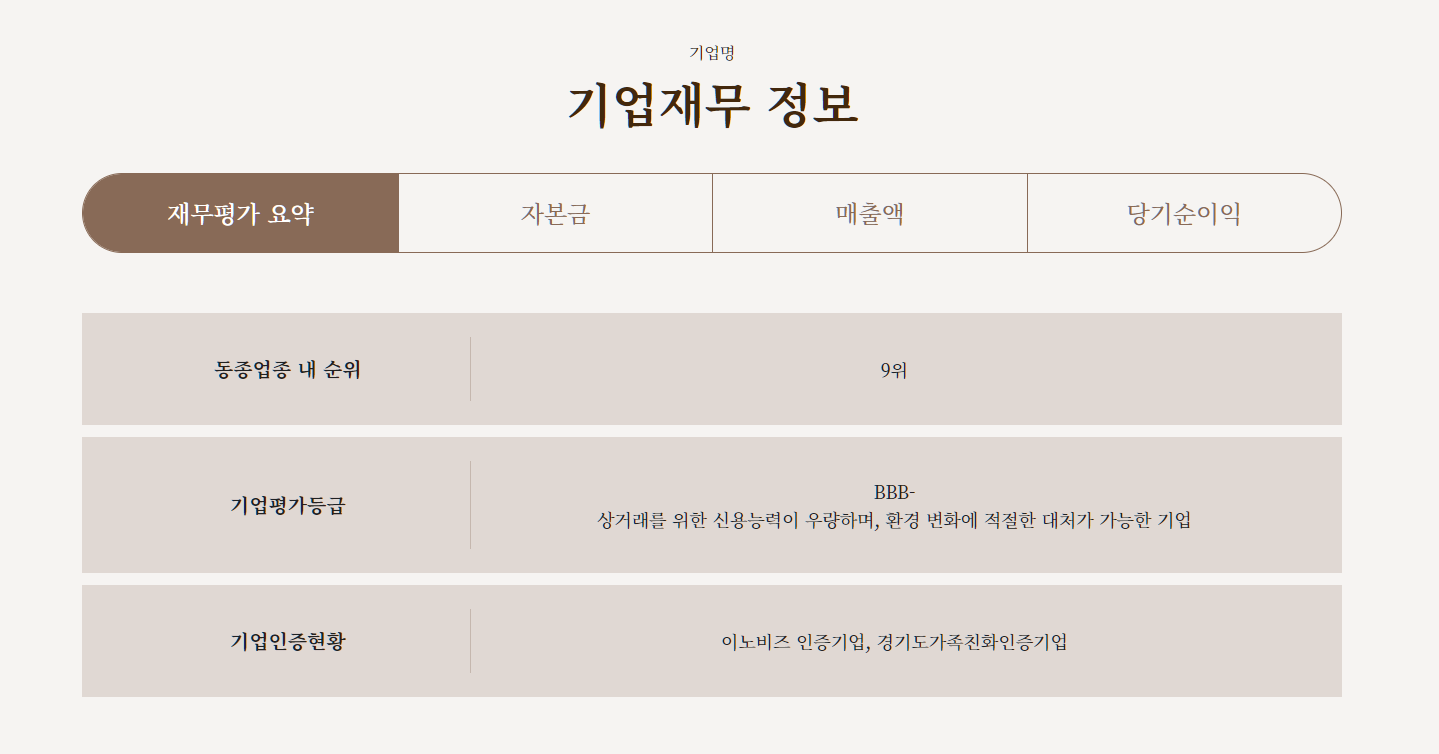 기업명
기업재무 정보
재무평가 요약
자본금
매출액
당기순이익
동종업종 내 순위
9위
기업평가등급
BBB-
상거래를 위한 신용능력이 우량하며, 환경 변화에 적절한 대처가 가능한 기업
기업인증현황
이노비즈 인증기업, 경기도가족친화인증기업